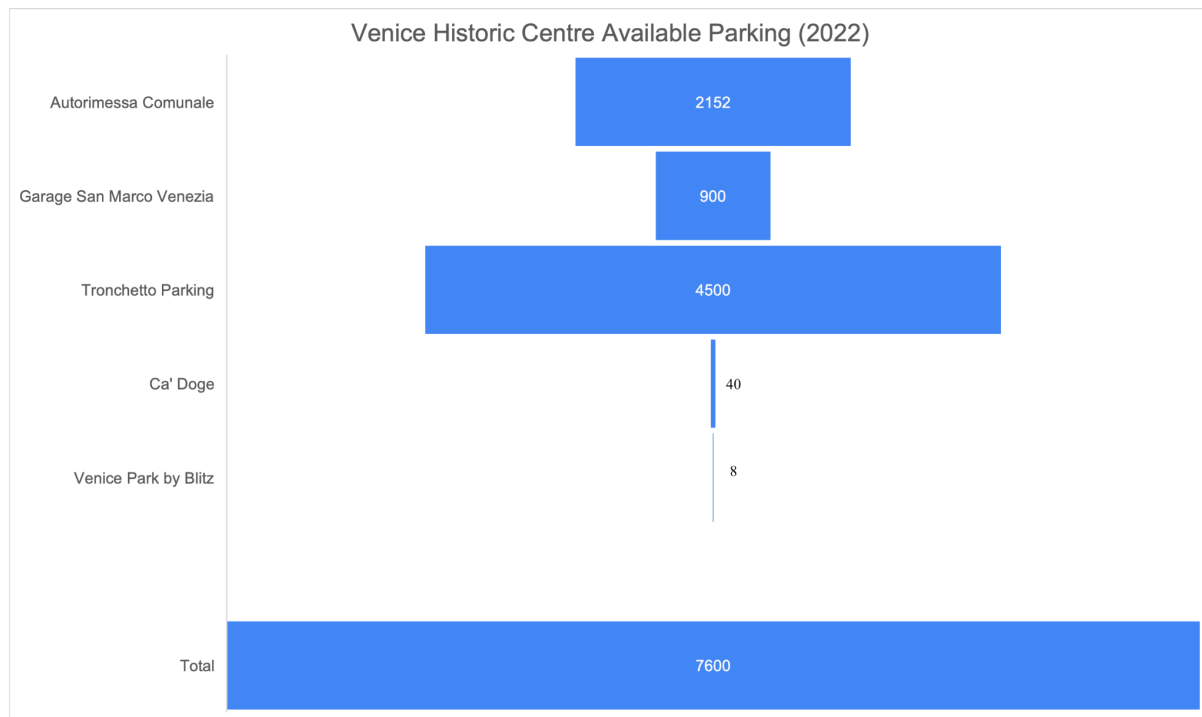 Venice Historic Centre Available Parking (2022)
Autorimessa Comunale
2152
Garage San Marco Venezia
900
Tronchetto Parking
4500
Ca' Doge
40
Venice Park by Blitz
8
Total
7600